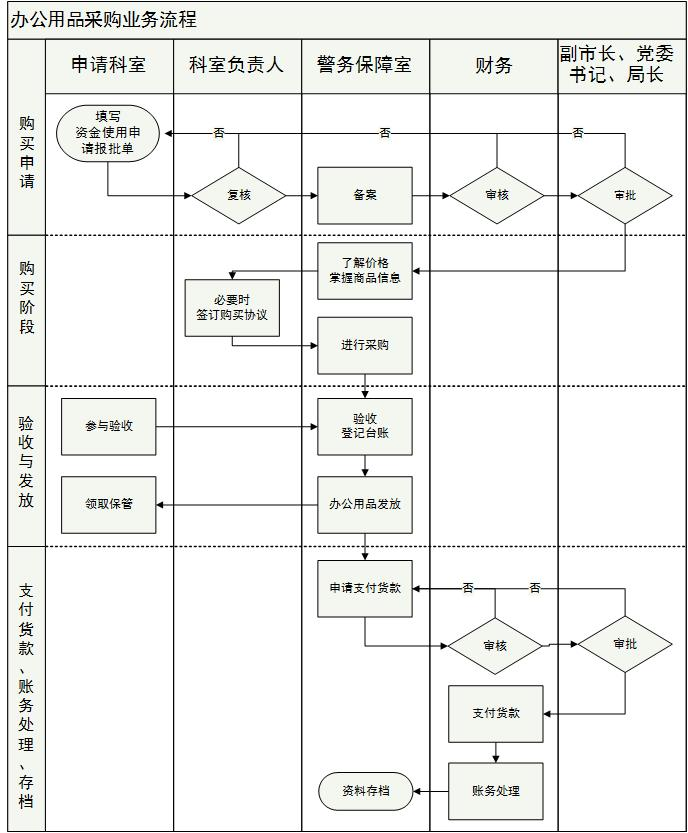 办公用品采购业务流程
申请科室
科室负责人
警务保障室
财务
副市长、党委
书记、局长
购买申请
填写
资金使用申
请报批单
否
否
否
复核
备案
审核
审批
购买阶段
了解价格
掌握商品信息
必要时
签订购买协议
进行采购
验收与发放
参与验收
验收
登记台账
领取保管
办公用品发放
支付货款、账务处理、存档
申请支付货款
否
否
审核
审批
支付货款
资料存档
账务处理